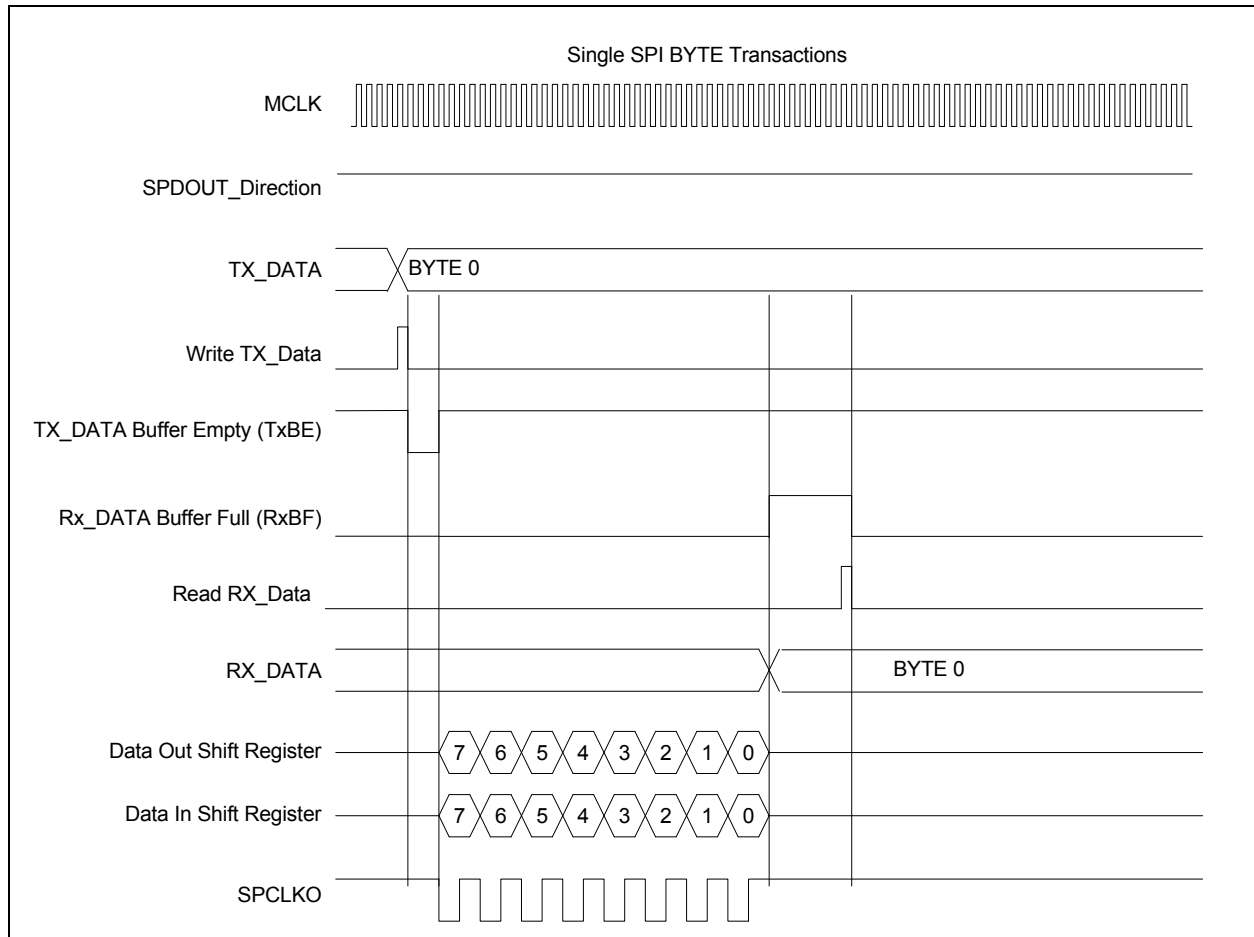 Single SPI BYTE Transactions
MCLK
SPDOUT_Direction
TX_DATA
BYTE 0
Write TX_Data
TX_DATA Buffer Empty (TxBE)
Rx_DATA Buffer Full (RxBF)
Read RX_Data
RX_DATA
BYTE 0
Data Out Shift Register
7 6 5 4 3 2 1 0
Data In Shift Register
7 6 5 4 3 2 1 0
SPCLKO